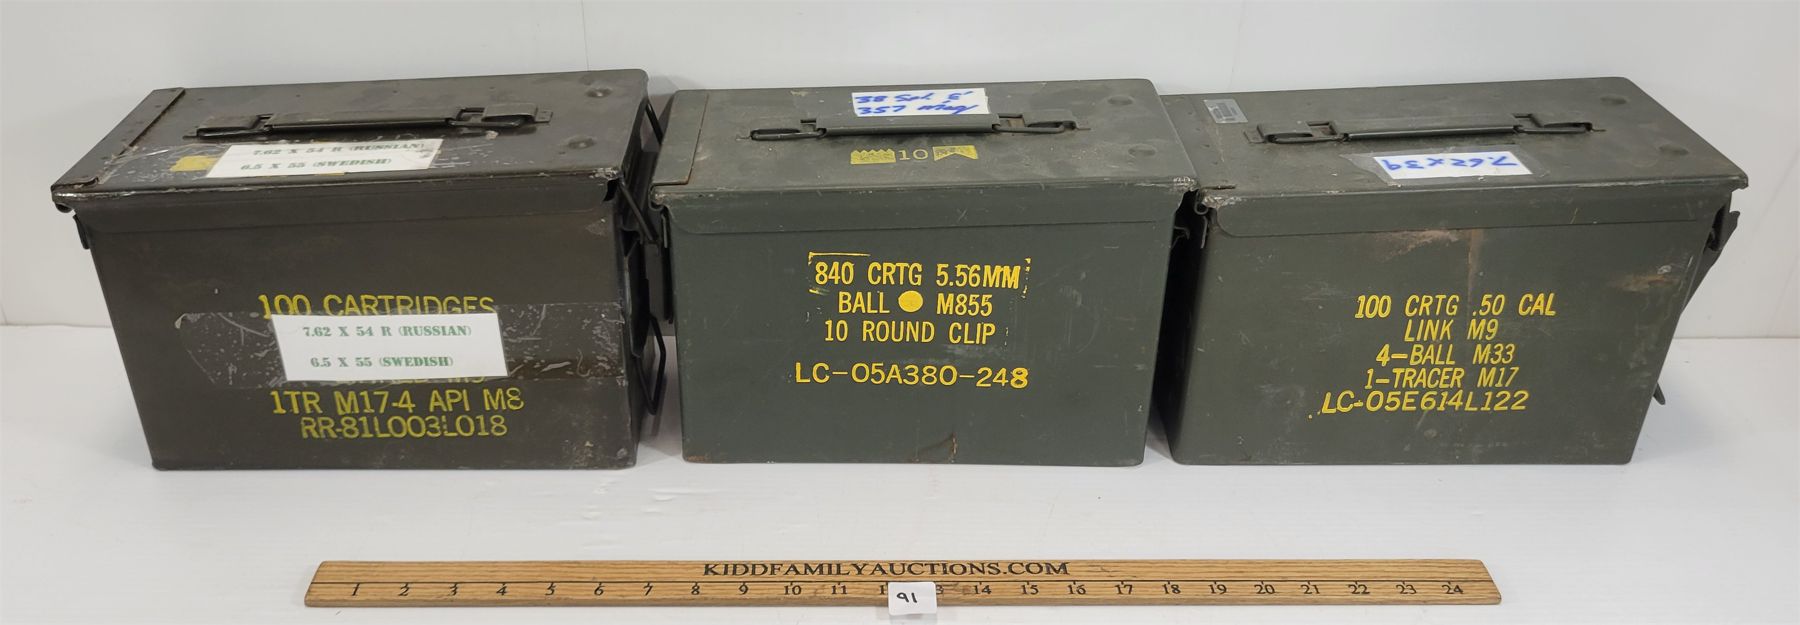 7.62 X 54 R (RUSSIAN)
6.5 X 55 (SWEDISH)
100 CARTRIDGES
7.62 X 54 R (RUSSIAN)
6.5 X 55 (SWEDISH)
1TR M17-4 API M8
RR-81L003L018
38 Spl &
357 mag
10
840 CRTG 5.56MM
BALL M855
10 ROUND CLIP
LC-05A380-248
7.62 X 39
100 CRTG .50 CAL
LINK M9
4-BALL M33
1-TRACER M17
LC-05E614L122
KIDDFAMILYAUCTIONS.COM
1 2 3 4 5 6 7 8 9 10 11 12 13 14 15 16 17 18 19 20 21 22 23 24
91